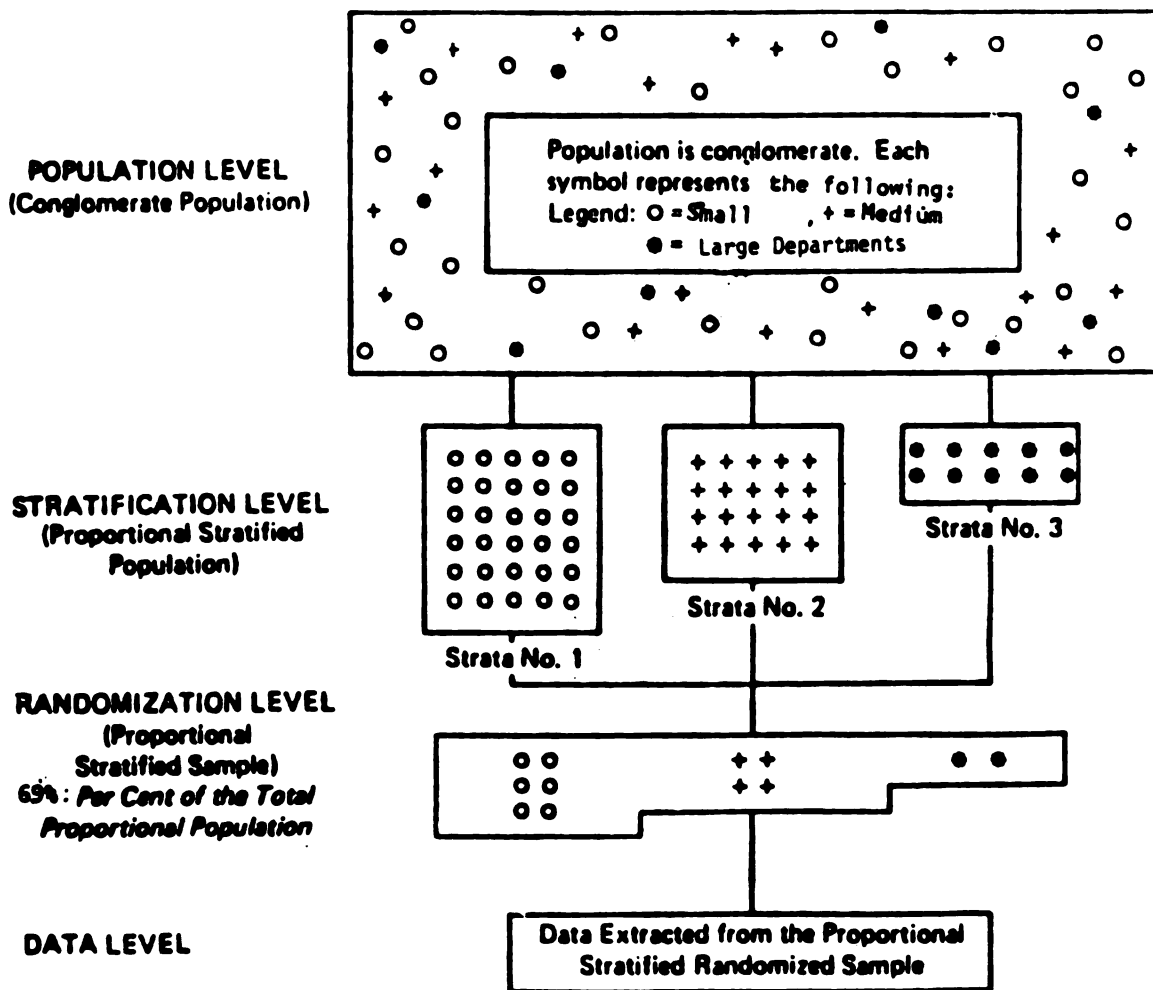 POPULATION LEVEL
(Conglomerate Population)
Population is conglomerate. Each
symbol represents the following:
Legend: O = Small , + = Medium
● = Large Departments
STRATIFICATION LEVEL
(Proportional Stratified
Population)
Strata No. 1
Strata No. 2
Strata No. 3
RANDOMIZATION LEVEL
(Proportional
Stratified Sample)
69%: Per Cent of the Total
Proportional Population
DATA LEVEL
Data Extracted from the Proportional
Stratified Randomized Sample